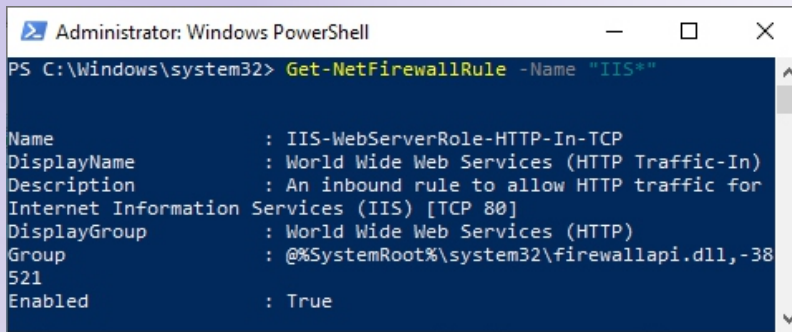 Administrator: Windows PowerShell
PS C:\Windows\system32> Get-NetFirewallRule -Name "IIS*"
Name : IIS-WebServerRole-HTTP-In-TCP
DisplayName : World Wide Web Services (HTTP Traffic-In)
Description : An inbound rule to allow HTTP traffic for
Internet Information Services (IIS) [TCP 80]
DisplayGroup : World Wide Web Services (HTTP)
Group : @%SystemRoot%\system32\firewallapi.dll,-38
521
Enabled : True